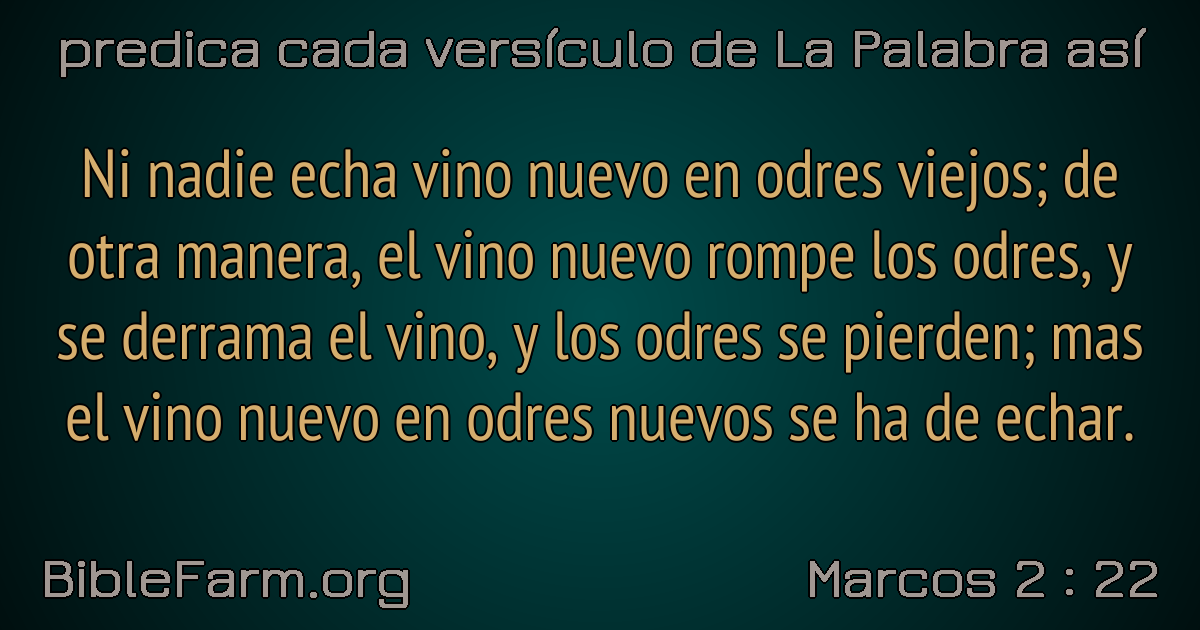 predica cada versículo de La Palabra así
Ni nadie echa vino nuevo en odres viejos; de
otra manera, el vino nuevo rompe los odres, y
se derrama el vino, y los odres se pierden; mas
el vino nuevo en odres nuevos se ha de echar.
BibleFarm.org
Marcos 2 : 22